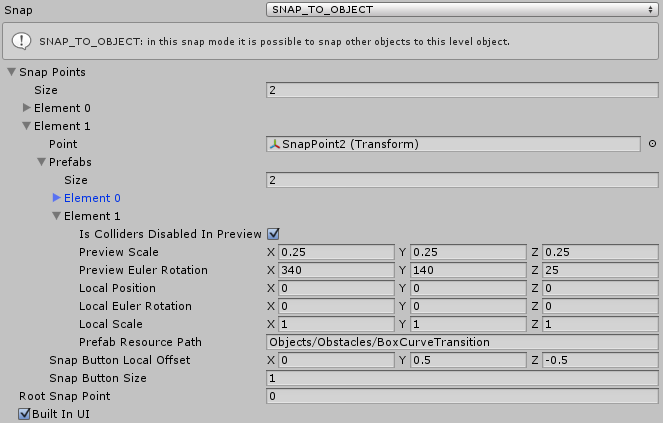 Snap SNAP_TO_OBJECT
SNAP_TO_OBJECT: in this snap mode it is possible to snap other objects to this level object.
Snap Points
Size 2
Element 0
Element 1
Point SnapPoint2 (Transform)
Prefabs
Size 2
Element 0
Element 1
Is Colliders Disabled In Preview
Preview Scale X 0.25 Y 0.25 Z 0.25
Preview Euler Rotation X 340 Y 140 Z 25
Local Position X 0 Y 0 Z 0
Local Euler Rotation X 0 Y 0 Z 0
Local Scale X 1 Y 1 Z 1
Prefab Resource Path Objects/Obstacles/BoxCurveTransition
Snap Button Local Offset X 0 Y 0.5 Z -0.5
Snap Button Size 1
Root Snap Point 0
Built In UI